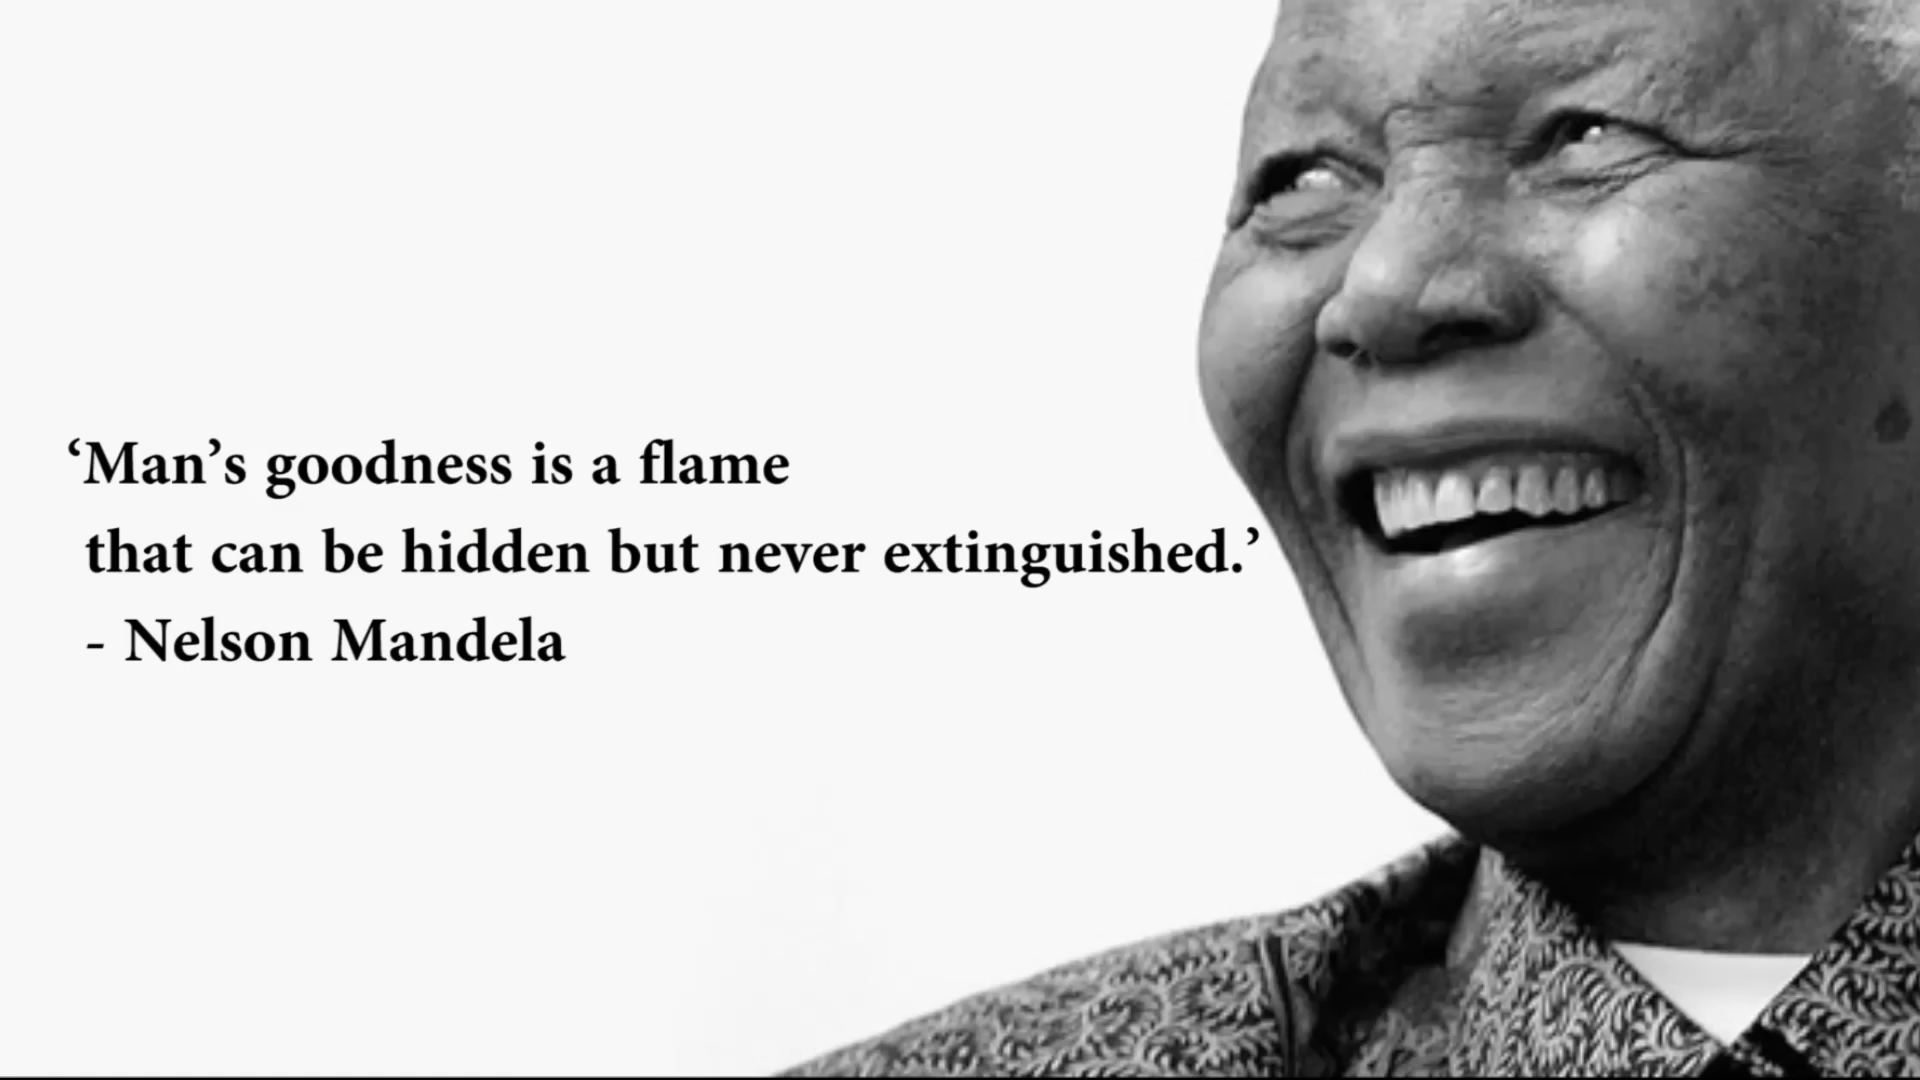 ‘Man’s goodness is a flame
that can be hidden but never extinguished.’
- Nelson Mandela